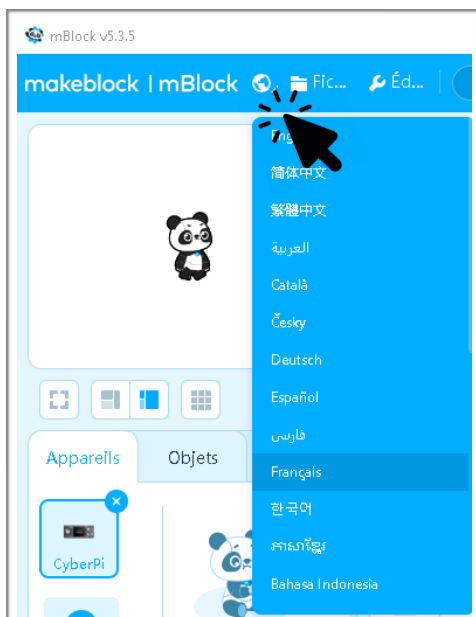 mBlock v5.3.5
makeblock | mBlock
Fic...
Éd...
简体中文
繁體中文
العربية
Català
Česky
Deutsch
Español
فارسی
Français
한국어
ភាសាខ្មែរ
Bahasa Indonesia
Appareils
Objets
CyberPi